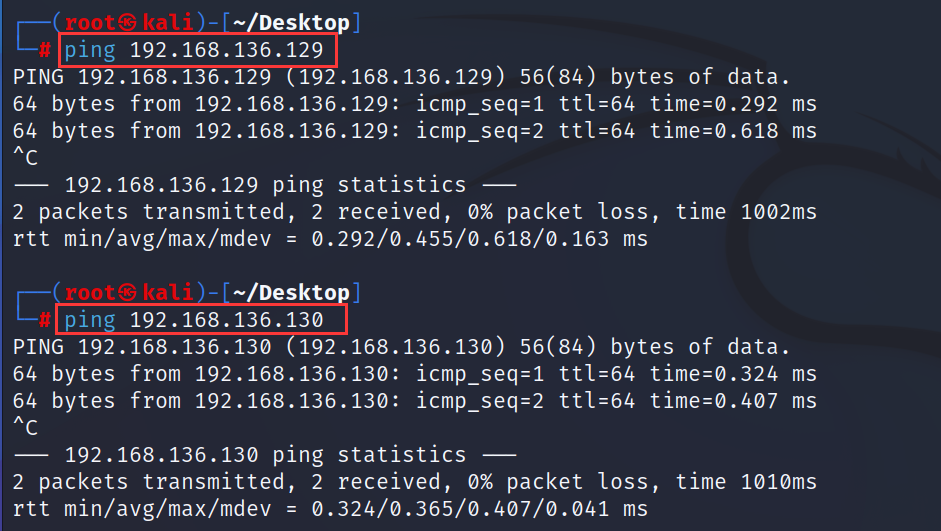 ┌──(root㉿kali)-[~/Desktop]
└─# ping 192.168.136.129
PING 192.168.136.129 (192.168.136.129) 56(84) bytes of data.
64 bytes from 192.168.136.129: icmp_seq=1 ttl=64 time=0.292 ms
64 bytes from 192.168.136.129: icmp_seq=2 ttl=64 time=0.618 ms
^C
--- 192.168.136.129 ping statistics ---
2 packets transmitted, 2 received, 0% packet loss, time 1002ms
rtt min/avg/max/mdev = 0.292/0.455/0.618/0.163 ms
┌──(root㉿kali)-[~/Desktop]
└─# ping 192.168.136.130
PING 192.168.136.130 (192.168.136.130) 56(84) bytes of data.
64 bytes from 192.168.136.130: icmp_seq=1 ttl=64 time=0.324 ms
64 bytes from 192.168.136.130: icmp_seq=2 ttl=64 time=0.407 ms
^C
--- 192.168.136.130 ping statistics ---
2 packets transmitted, 2 received, 0% packet loss, time 1010ms
rtt min/avg/max/mdev = 0.324/0.365/0.407/0.041 ms